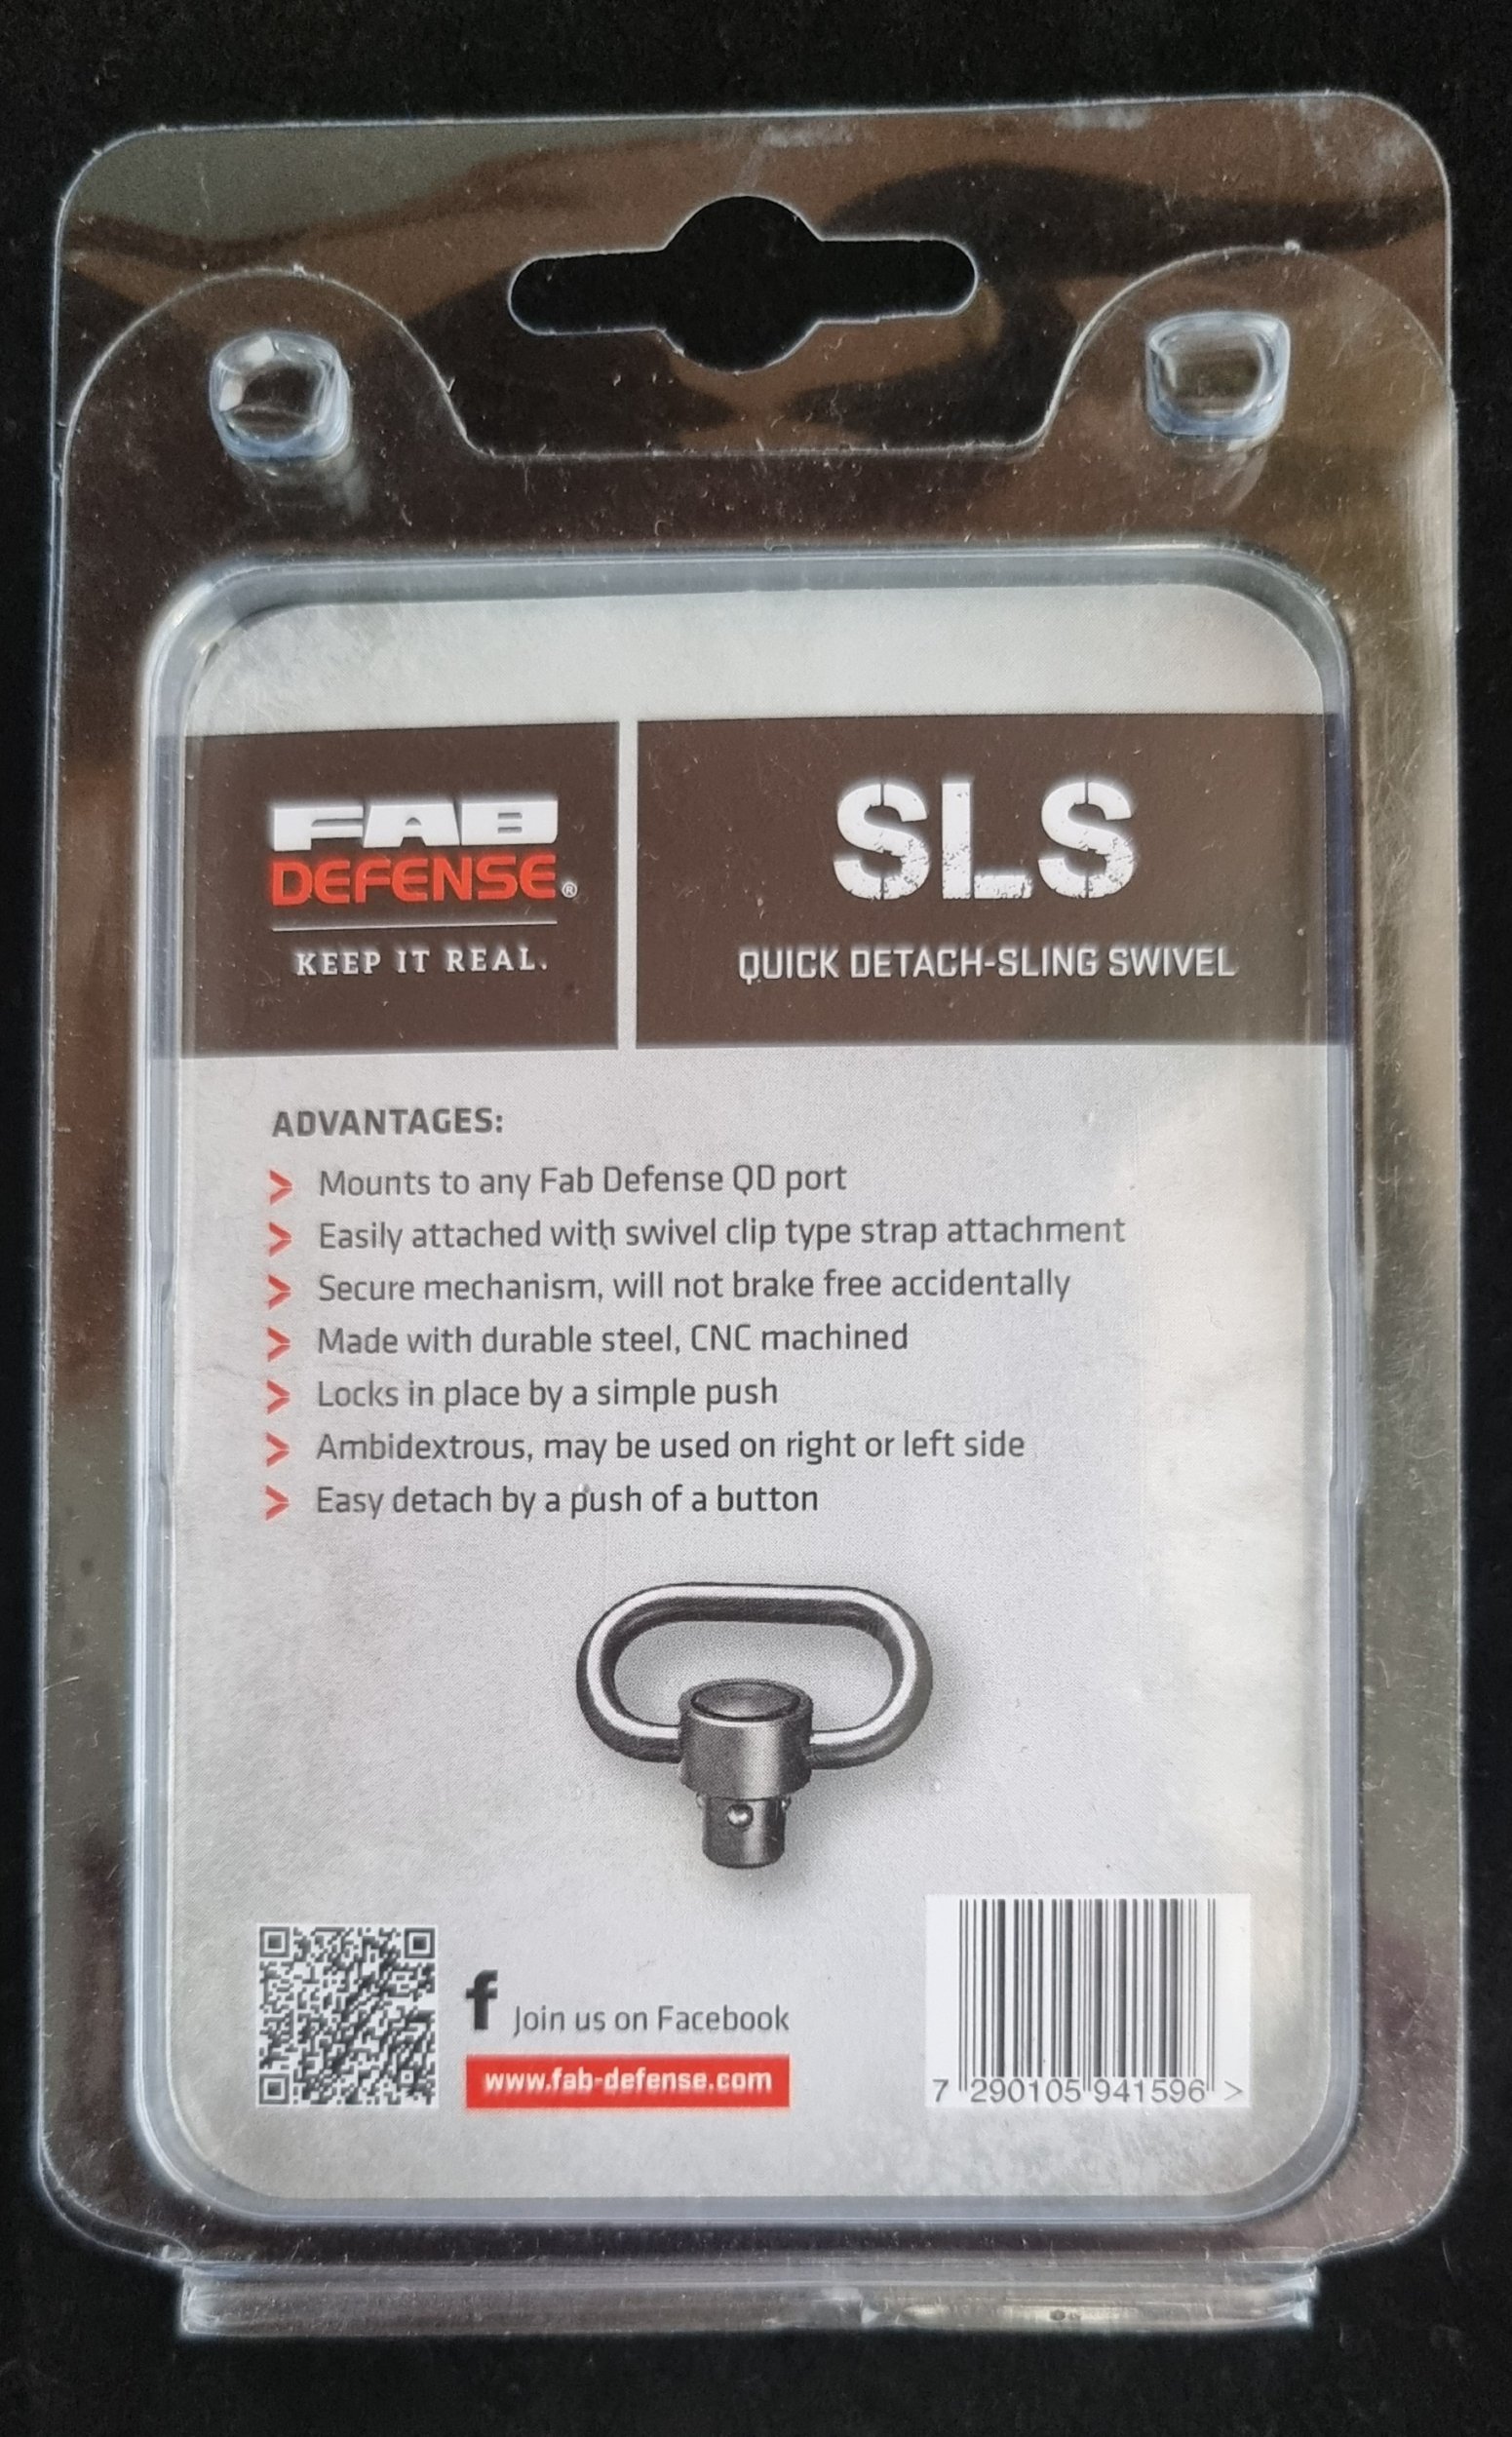 FAB
DEFENSE®
KEEP IT REAL.
SLS
QUICK DETACH-SLING SWIVEL
ADVANTAGES:
Mounts to any Fab Defense QD port
Easily attached with swivel clip type strap attachment
Secure mechanism, will not brake free accidentally
Made with durable steel, CNC machined
Locks in place by a simple push
Ambidextrous, may be used on right or left side
Easy detach by a push of a button
f Join us on Facebook
www.fab-defense.com
7 290105 941596 >